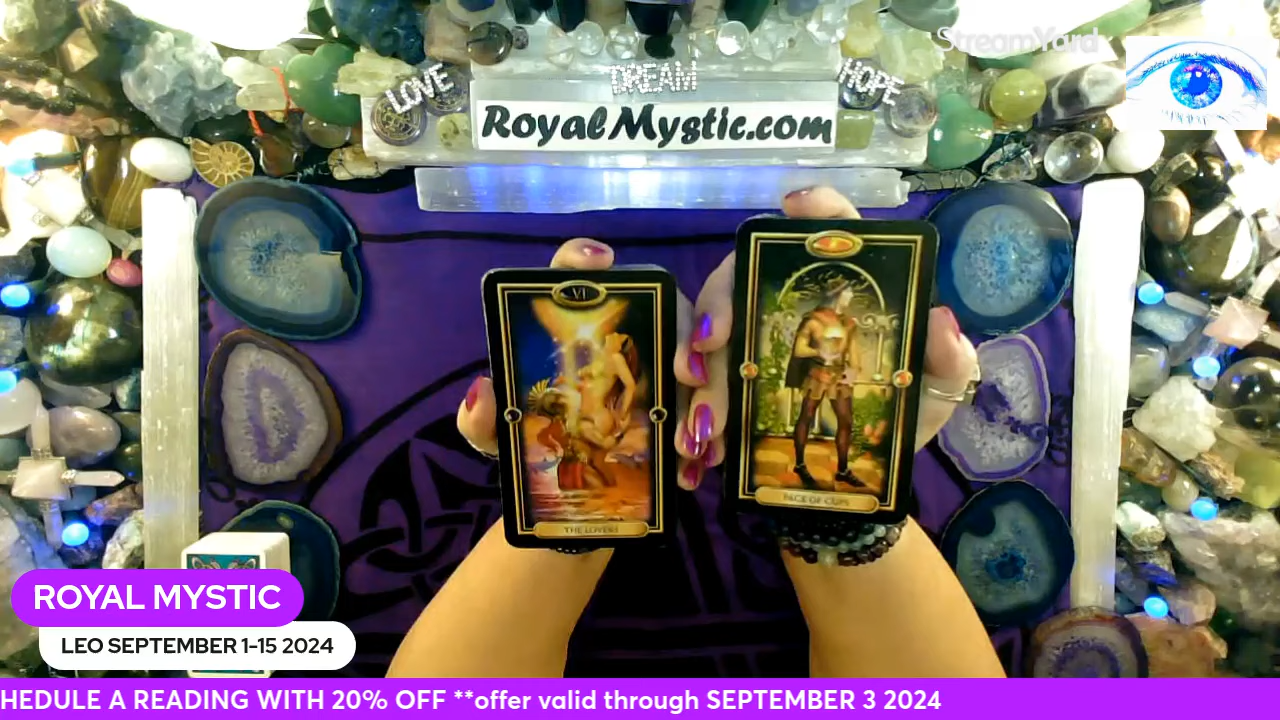 StreamYard
LOVE
DREAM
HOPE
RoyalMystic.com
VI
THE LOVERS
PAGE OF CUPS
ROYAL MYSTIC
LEO SEPTEMBER 1-15 2024
HEDULE A READING WITH 20% OFF **offer valid through SEPTEMBER 3 2024